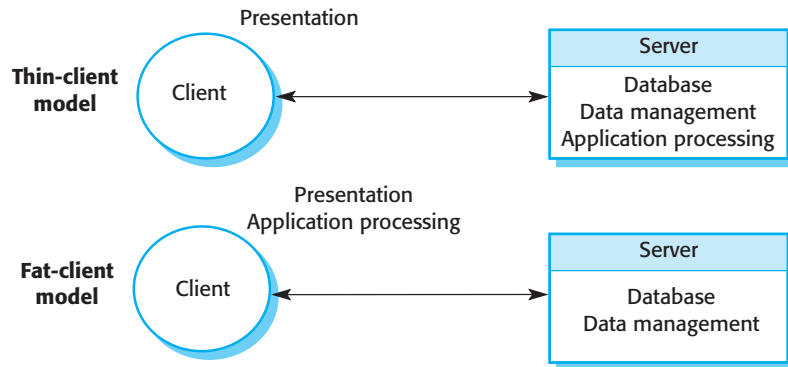 Presentation
Thin-client
model
Client
Server
Database
Data management
Application processing
Presentation
Application processing
Fat-client
model
Client
Server
Database
Data management